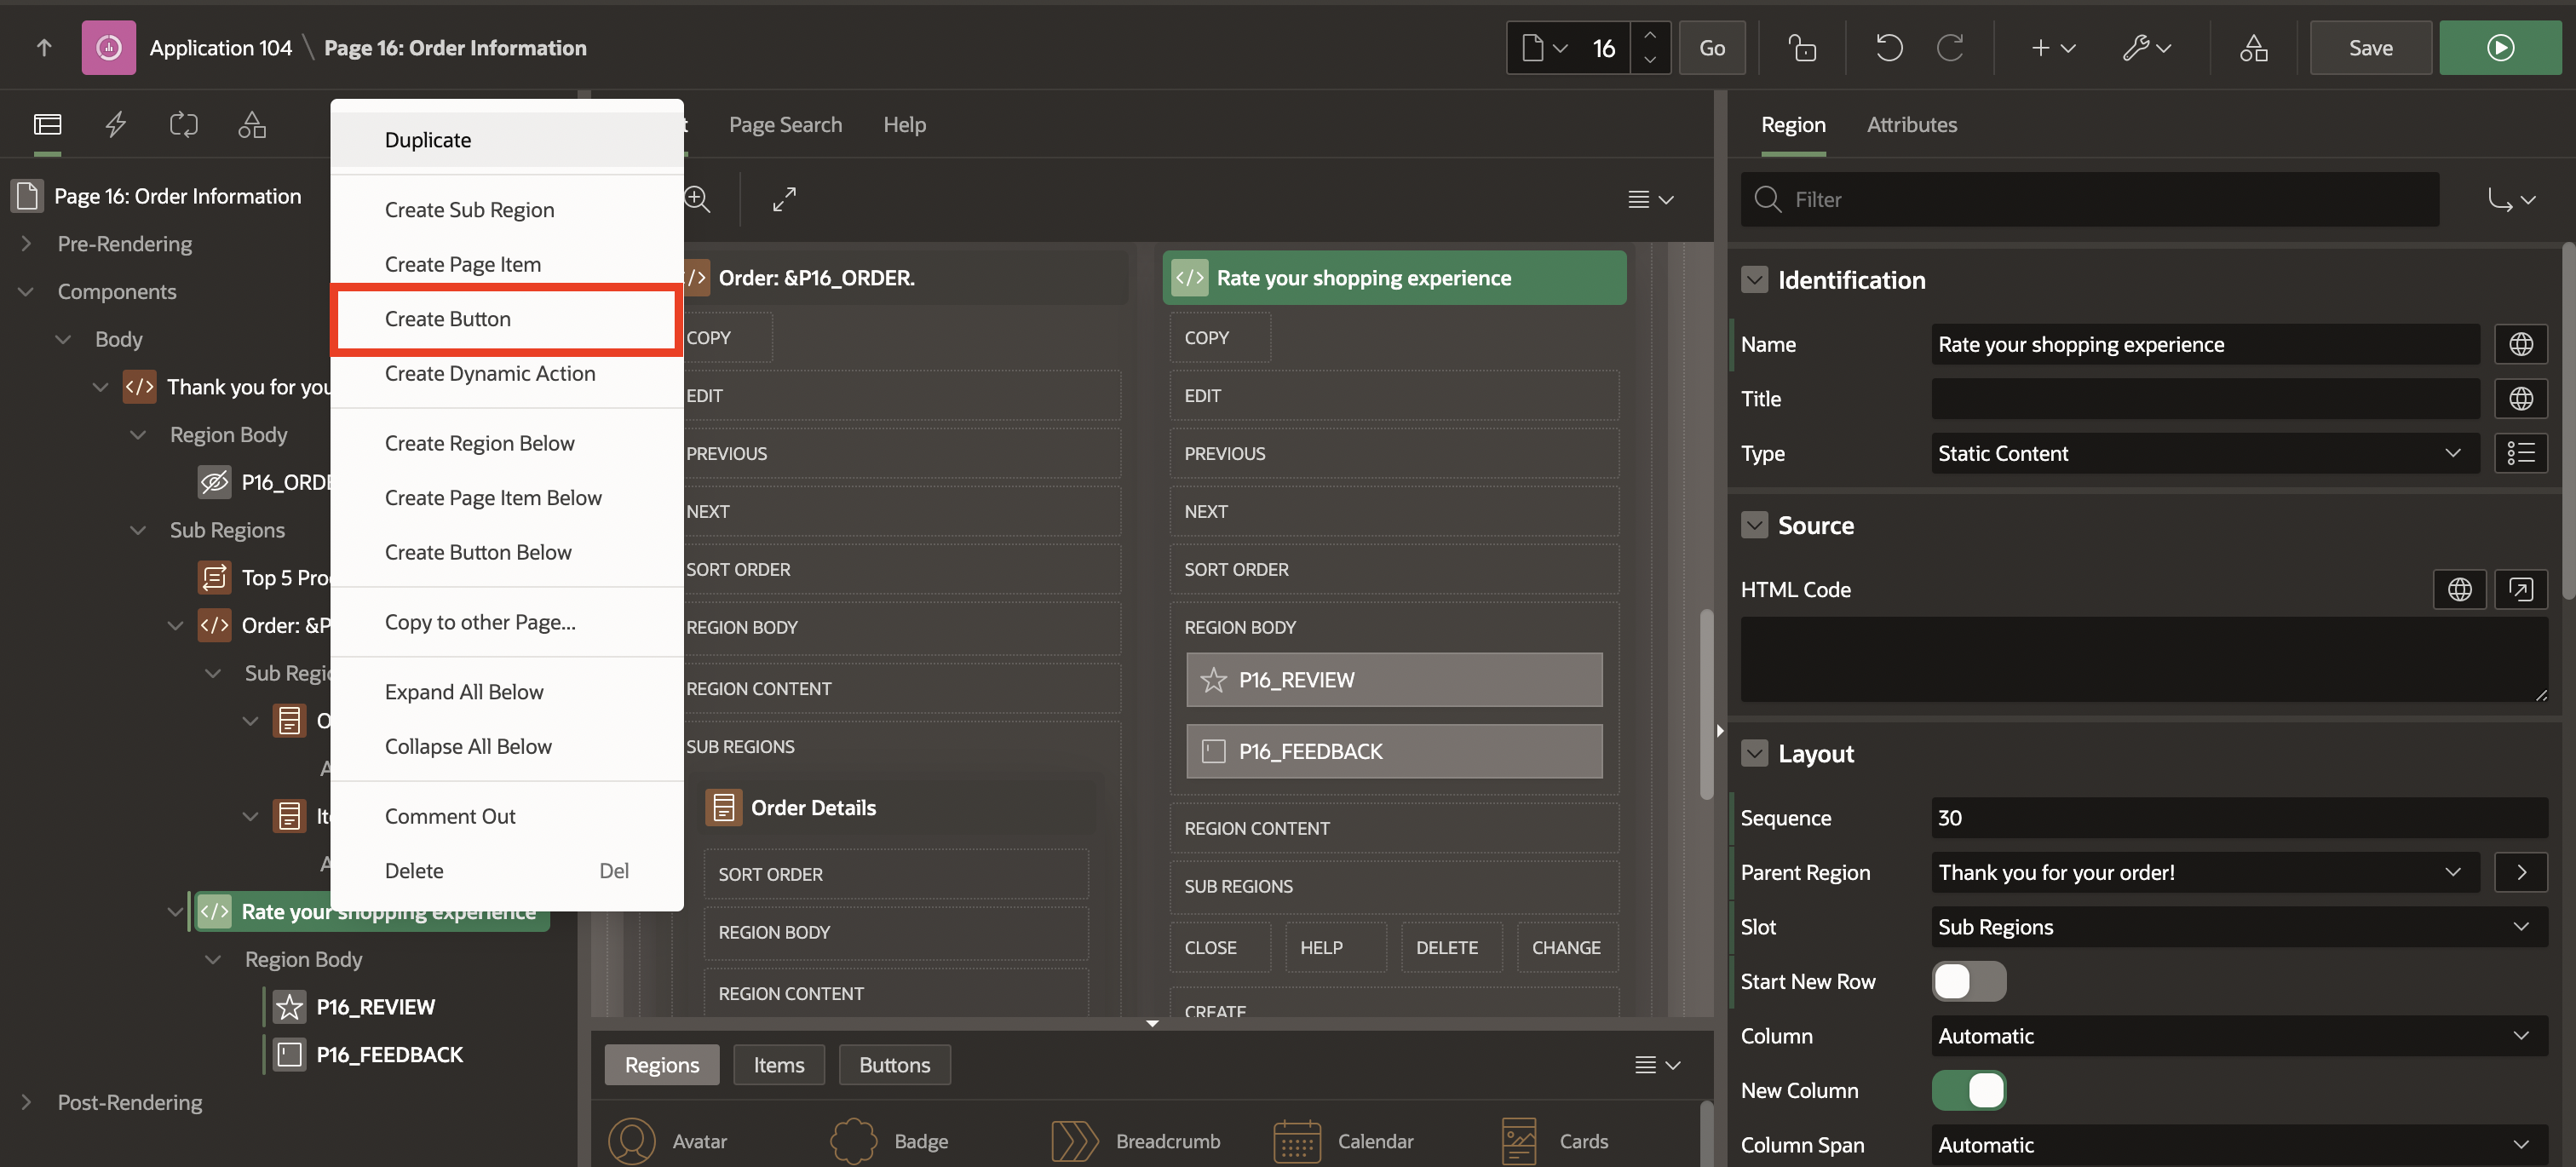 Application 104 \ Page 16: Order Information
16
Go
Save
Page Search
Help
Region
Attributes
Page 16: Order Information
Pre-Rendering
Components
Body
Thank you for you
Region Body
P16_ORDE
Sub Regions
Top 5 Pro
Order: &P
Sub Regi
Rate your shopping experience
Region Body
P16_REVIEW
P16_FEEDBACK
Post-Rendering
Duplicate
Create Sub Region
Create Page Item
Create Button
Create Dynamic Action
Create Region Below
Create Page Item Below
Create Button Below
Copy to other Page...
Expand All Below
Collapse All Below
Comment Out
Delete Del
Order: &P16_ORDER.
COPY
EDIT
PREVIOUS
NEXT
SORT ORDER
REGION BODY
REGION CONTENT
SUB REGIONS
Order Details
SORT ORDER
REGION BODY
REGION CONTENT
Rate your shopping experience
COPY
EDIT
PREVIOUS
NEXT
SORT ORDER
REGION BODY
P16_REVIEW
P16_FEEDBACK
REGION CONTENT
SUB REGIONS
CLOSE HELP DELETE CHANGE
CREATE
Regions Items Buttons
Avatar Badge Breadcrumb Calendar Cards
Filter
Identification
Name Rate your shopping experience
Title
Type Static Content
Source
HTML Code
Layout
Sequence 30
Parent Region Thank you for your order!
Slot Sub Regions
Start New Row
Column Automatic
New Column
Column Span Automatic